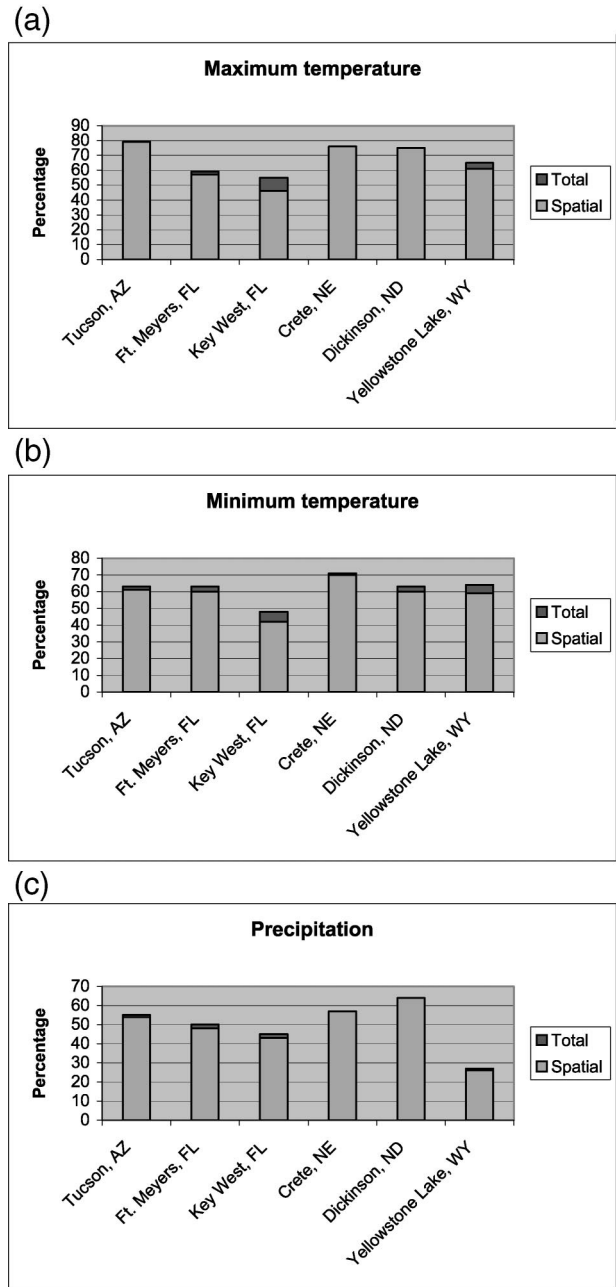 (a)
Maximum temperature
Percentage
90
80
70
60
50
40
30
20
10
0
Tucson, AZ
Ft. Meyers, FL
Key West, FL
Crete, NE
Dickinson, ND
Yellowstone Lake, WY
Total
Spatial
(b)
Minimum temperature
Percentage
80
70
60
50
40
30
20
10
0
Tucson, AZ
Ft. Meyers, FL
Key West, FL
Crete, NE
Dickinson, ND
Yellowstone Lake, WY
Total
Spatial
(c)
Precipitation
Percentage
70
60
50
40
30
20
10
0
Tucson, AZ
Ft. Meyers, FL
Key West, FL
Crete, NE
Dickinson, ND
Yellowstone Lake, WY
Total
Spatial